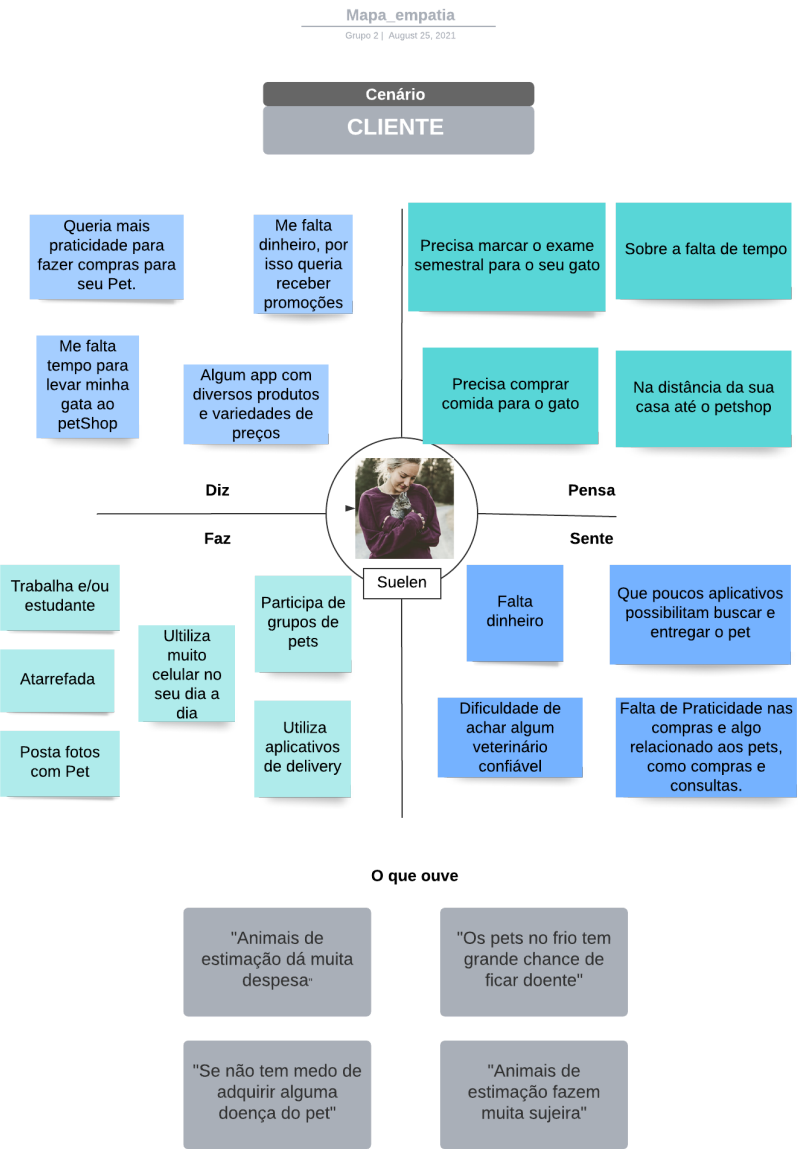 Mapa_empatia
Grupo 2 | August 25, 2021
Cenário
CLIENTE
Queria mais
praticidade para
fazer compras para
seu Pet.
Me falta
dinheiro, por
isso queria
receber
promoções
Me falta
tempo para
levar minha
gata ao
petShop
Algum app com
diversos produtos
e variedades de
preços
Precisa marcar o exame
semestral para o seu gato
Sobre a falta de tempo
Precisa comprar
comida para o gato
Na distância da sua
casa até o petshop
Diz
Pensa
Faz
Sente
Suelen
Trabalha e/ou
estudante
Atarrefada
Posta fotos
com Pet
Ultiliza
muito
celular no
seu dia a
dia
Participa de
grupos de
pets
Utiliza
aplicativos
de delivery
Falta
dinheiro
Que poucos aplicativos
possibilitam buscar e
entregar o pet
Dificuldade de
achar algum
veterinário
confiável
Falta de Praticidade nas
compras e algo
relacionado aos pets,
como compras e
consultas.
O que ouve
"Animais de
estimação dá muita
despesa"
"Os pets no frio tem
grande chance de
ficar doente"
"Se não tem medo de
adquirir alguma
doença do pet"
"Animais de
estimação fazem
muita sujeira"